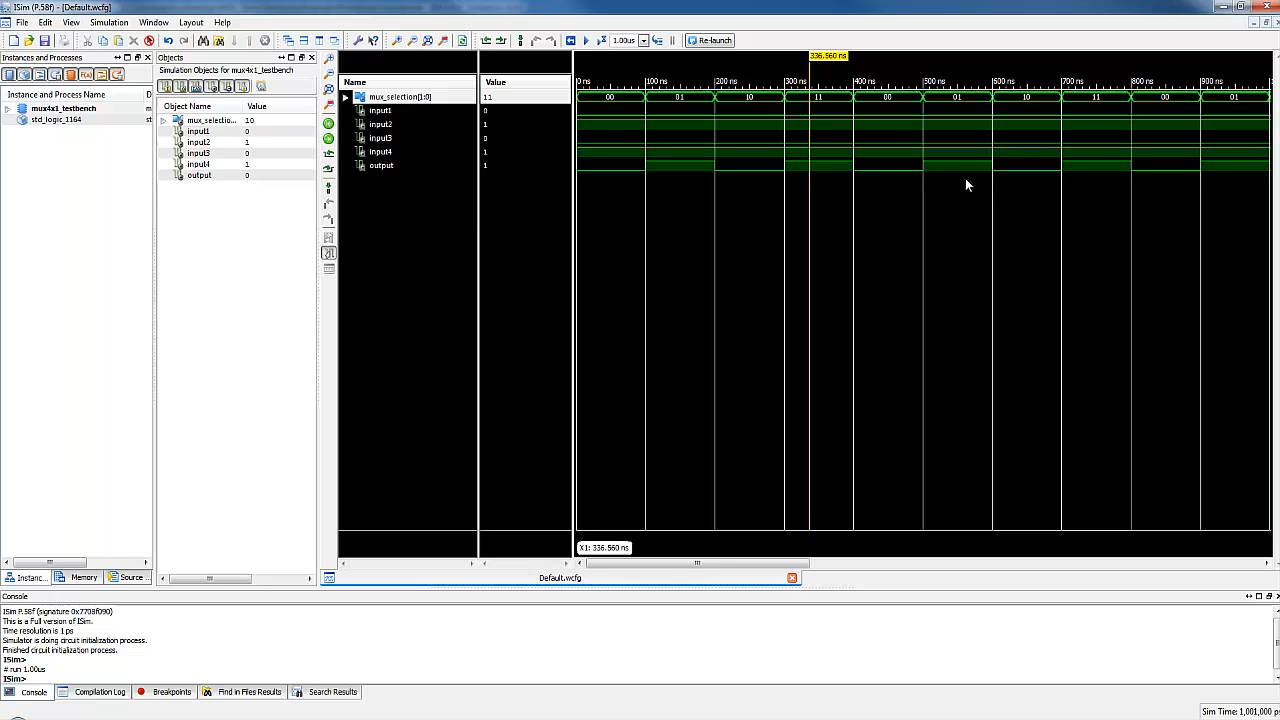 ISim (P.58f) - [Default.wcfg]
File Edit View Simulation Window Layout Help
1.00us Re-launch
Instances and Processes
Instance and Process Name D
mux4x1_testbench m
std_logic_1164 st
Instanc... Memory Source ...
Objects
Simulation Objects for mux4x1_testbench
Object Name Value
mux_selectio... 10
input1 0
input2 1
input3 0
input4 1
output 0
Name Value
mux_selection[1:0] 11
input1 0
input2 1
input3 0
input4 1
output 1
336.560 ns
0 ns 100 ns 200 ns 300 ns 400 ns 500 ns 600 ns 700 ns 800 ns 900 ns
00 01 10 11 00 01 10 11 00 01
X1: 336.560 ns
Default.wcfg
Console
ISim P.58f (signature 0x7708f090)
This is a Full version of ISim.
Time resolution is 1 ps
Simulator is doing circuit initialization process.
Finished circuit initialization process.
ISim>
# run 1.00us
ISim>
Console Compilation Log Breakpoints Find in Files Results Search Results
Sim Time: 1,001,000 ps